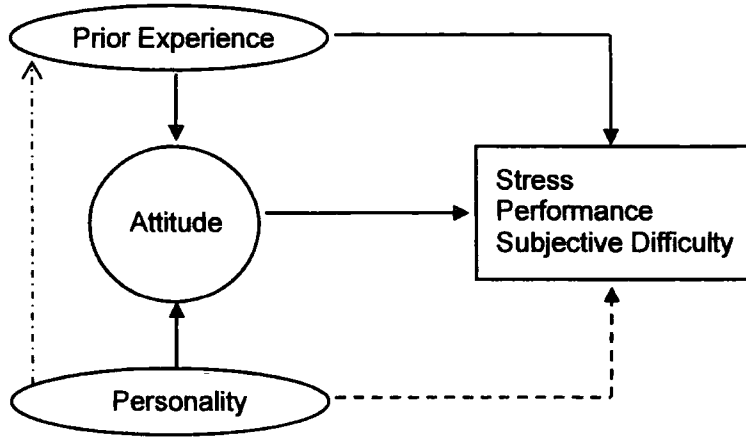 Prior Experience
Attitude
Stress
Performance
Subjective Difficulty
Personality